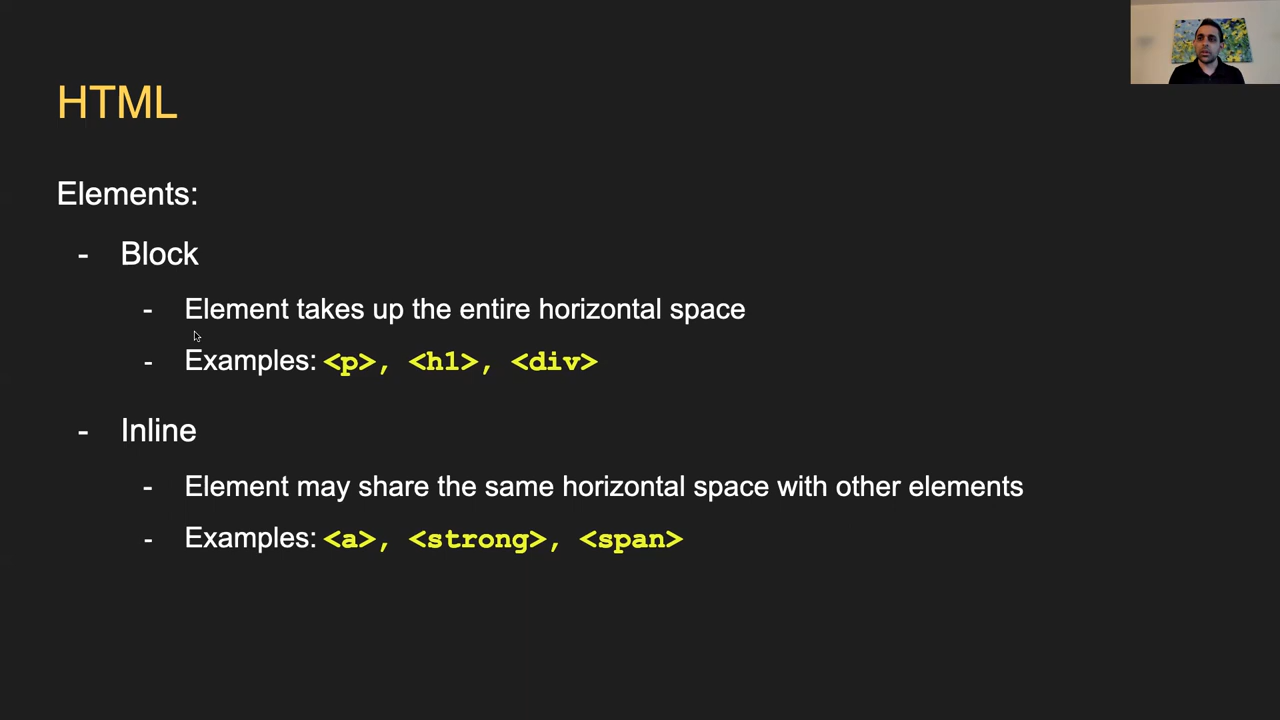 HTML
Elements:
- Block
- Element takes up the entire horizontal space
- Examples: <p>, <h1>, <div>
- Inline
- Element may share the same horizontal space with other elements
- Examples: <a>, <strong>, <span>